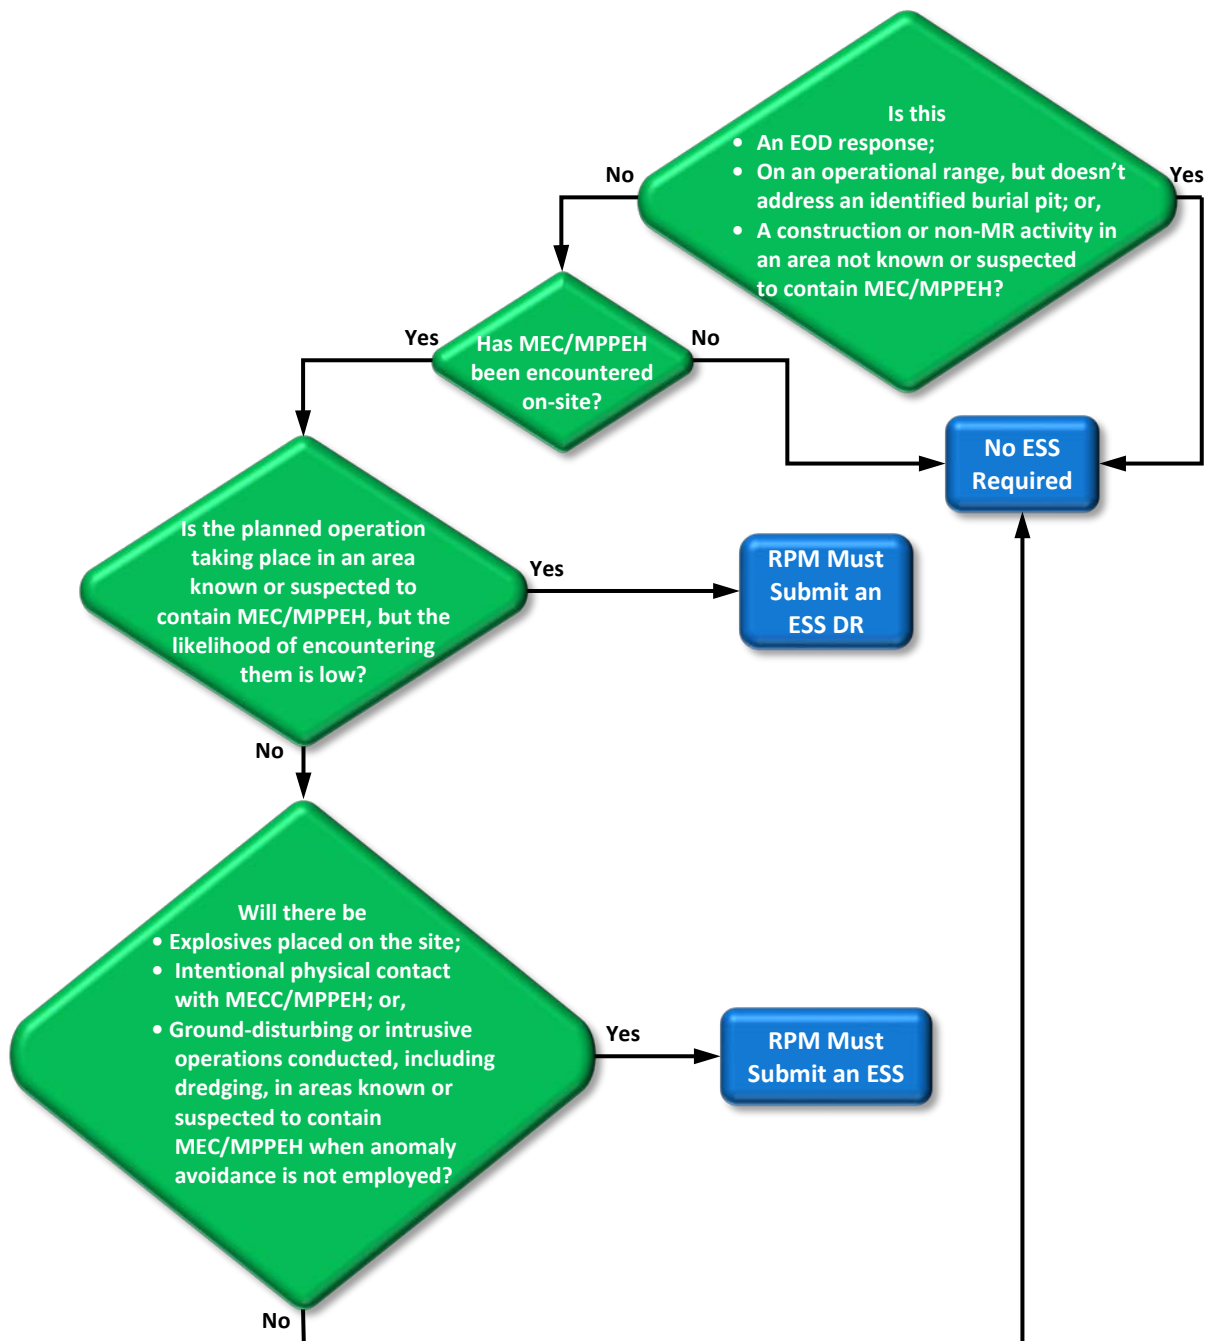 Is this
• An EOD response;
• On an operational range, but doesn't
address an identified burial pit; or,
• A construction or non-MR activity in
an area not known or suspected
to contain MEC/MPPEH?
No
Yes
Has MEC/MPPEH
been encountered
on-site?
Yes
No
No ESS
Required
Is the planned operation
taking place in an area
known or suspected to
contain MEC/MPPEH, but the
likelihood of encountering
them is low?
Yes
RPM Must
Submit an
ESS DR
No
Will there be
• Explosives placed on the site;
• Intentional physical contact
with MECC/MPPEH; or,
• Ground-disturbing or intrusive
operations conducted, including
dredging, in areas known or
suspected to contain
MEC/MPPEH when anomaly
avoidance is not employed?
Yes
RPM Must
Submit an ESS
No